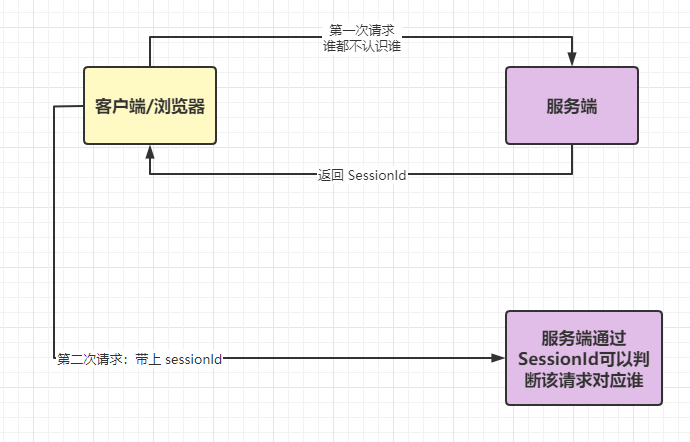 第一次请求
谁都不认识谁
客户端/浏览器
服务端
返回 SessionId
第二次请求：带上 sessionId
服务端通过
SessionId可以判
断该请求对应谁